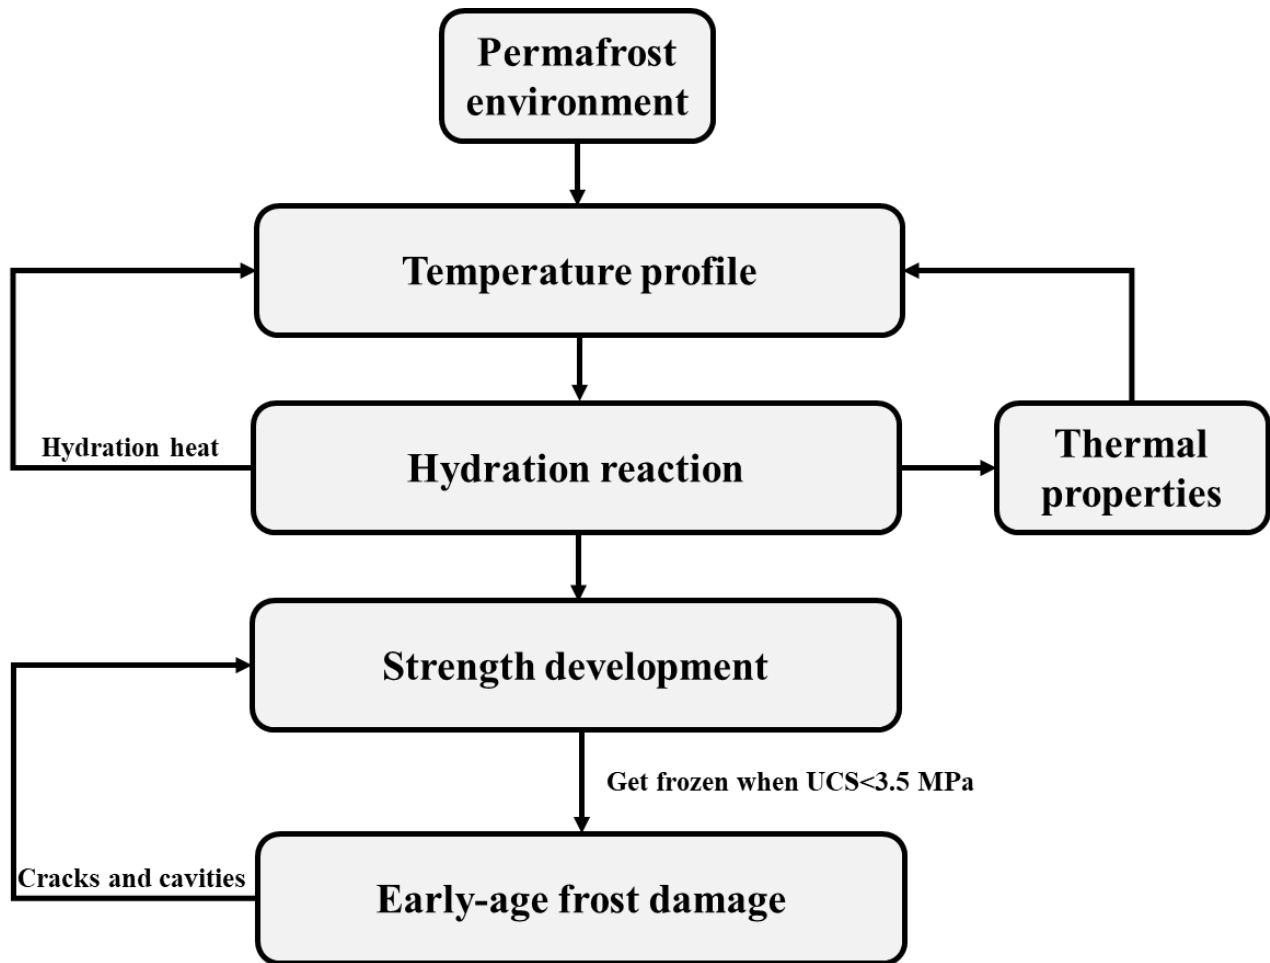 Permafrost
environment
Temperature profile
Hydration heat
Hydration reaction
Thermal
properties
Strength development
Get frozen when UCS<3.5 MPa
Cracks and cavities
Early-age frost damage